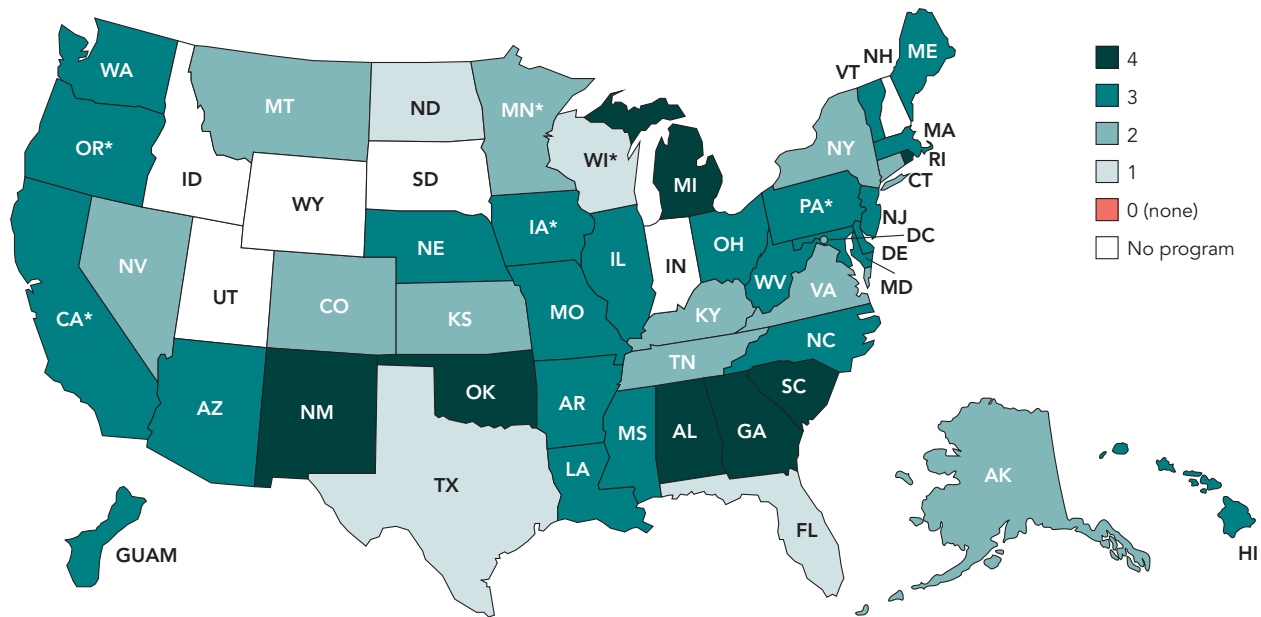 WA
OR*
CA*
NV
ID
MT
WY
UT
AZ
CO
NM
ND
SD
NE
KS
OK
TX
MN*
IA*
MO
AR
LA
WI*
IL
MI
IN
OH
KY
TN
MS
AL
GA
FL
SC
NC
VA
WV
PA*
NY
VT
NH
ME
MA
RI
CT
NJ
DC
DE
MD
AK
HI
GUAM
4
3
2
1
0 (none)
No program